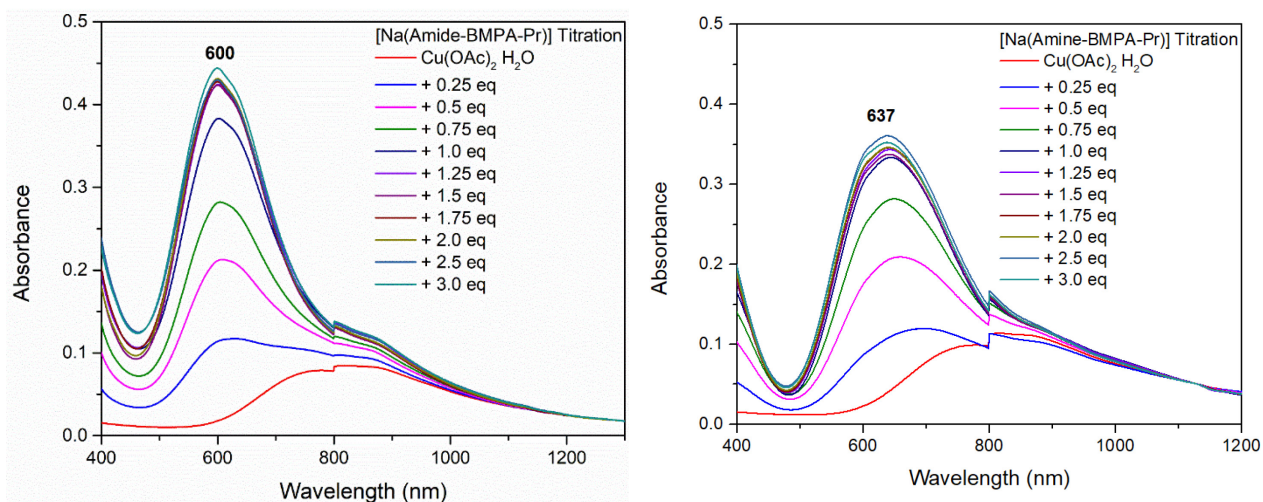 [Na(Amide-BMPA-Pr)] Titration
Cu(OAc)₂ H₂O
+ 0.25 eq
+ 0.5 eq
+ 0.75 eq
+ 1.0 eq
+ 1.25 eq
+ 1.5 eq
+ 1.75 eq
+ 2.0 eq
+ 2.5 eq
+ 3.0 eq
600
0.5
0.4
0.3
0.2
0.1
0.0
Absorbance
400 600 800 1000 1200
Wavelength (nm)
[Na(Amine-BMPA-Pr)] Titration
Cu(OAc)₂ H₂O
+ 0.25 eq
+ 0.5 eq
+ 0.75 eq
+ 1.0 eq
+ 1.25 eq
+ 1.5 eq
+ 1.75 eq
+ 2.0 eq
+ 2.5 eq
+ 3.0 eq
637
0.5
0.4
0.3
0.2
0.1
0.0
Absorbance
400 600 800 1000 1200
Wavelength (nm)